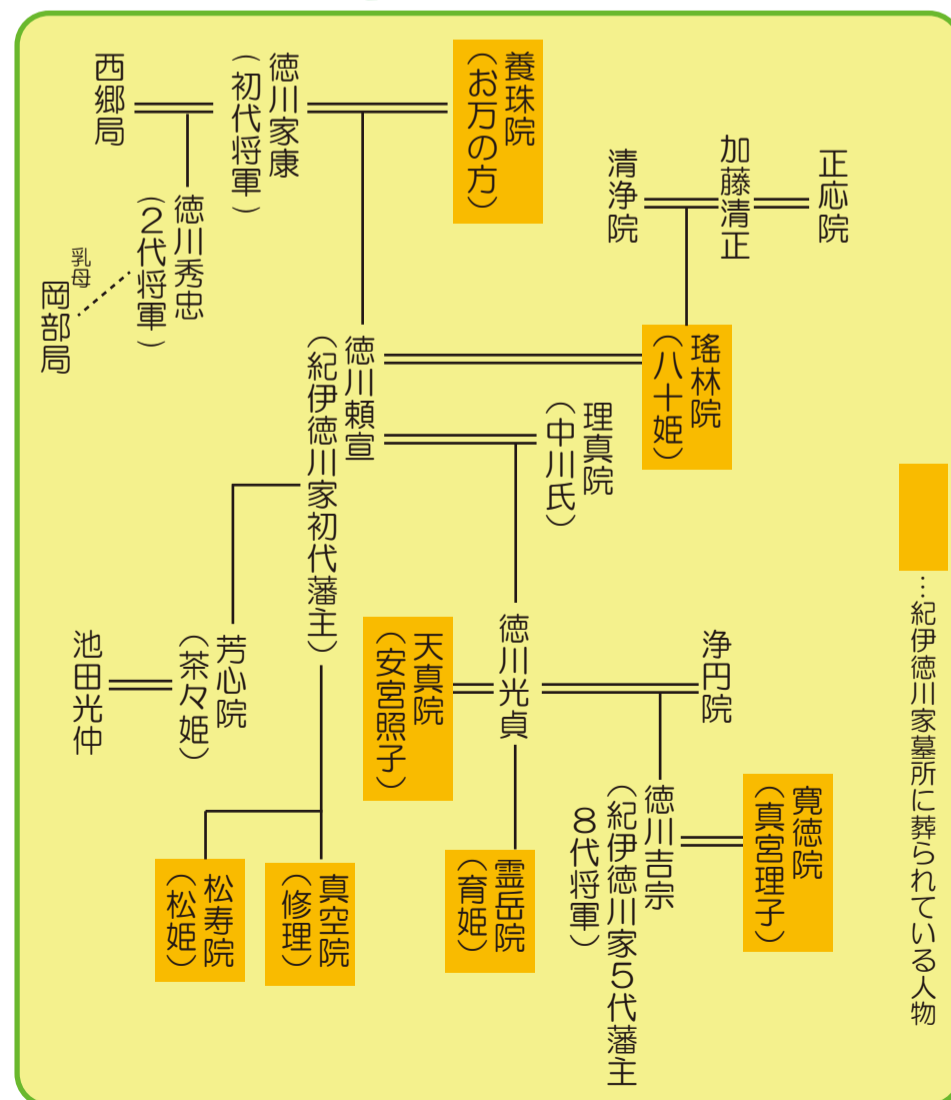 養珠院
（お万の方）
徳川家康
（初代将軍）
西郷局
正応院
加藤清正
清浄院
徳川秀忠
（２代将軍）
乳母
岡部局
瑤林院
（八十姫）
徳川頼宣
（紀伊徳川家初代藩主）
理真院
（中川氏）
…紀伊徳川家墓所に葬られている人物
浄円院
徳川光貞
天真院
（安宮照子）
芳心院
（茶々姫）
池田光仲
寛徳院
（真宮理子）
徳川吉宗
（紀伊徳川家５代藩主
８代将軍）
霊岳院
（育姫）
真空院
（修理）
松寿院
（松姫）